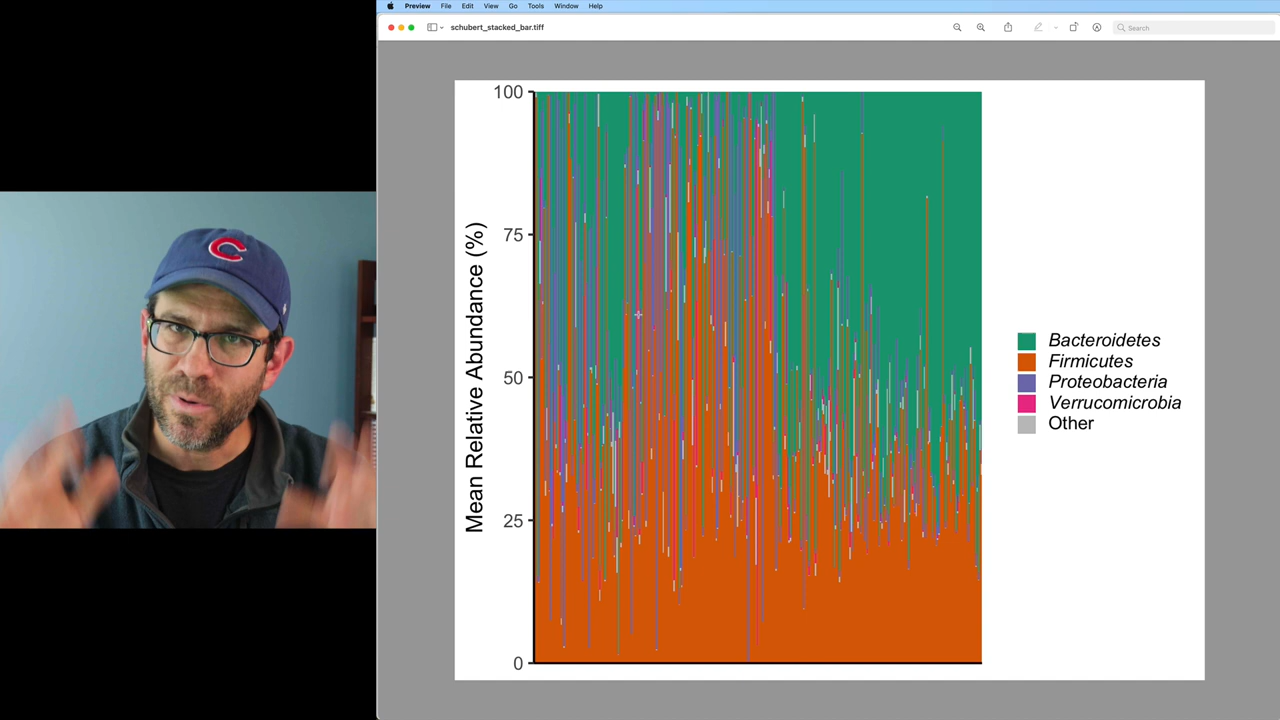 Preview File Edit View Go Tools Window Help
schubert_stacked_bar.tiff
Search
C
100
75
50
25
0
Mean Relative Abundance (%)
Bacteroidetes
Firmicutes
Proteobacteria
Verrucomicrobia
Other